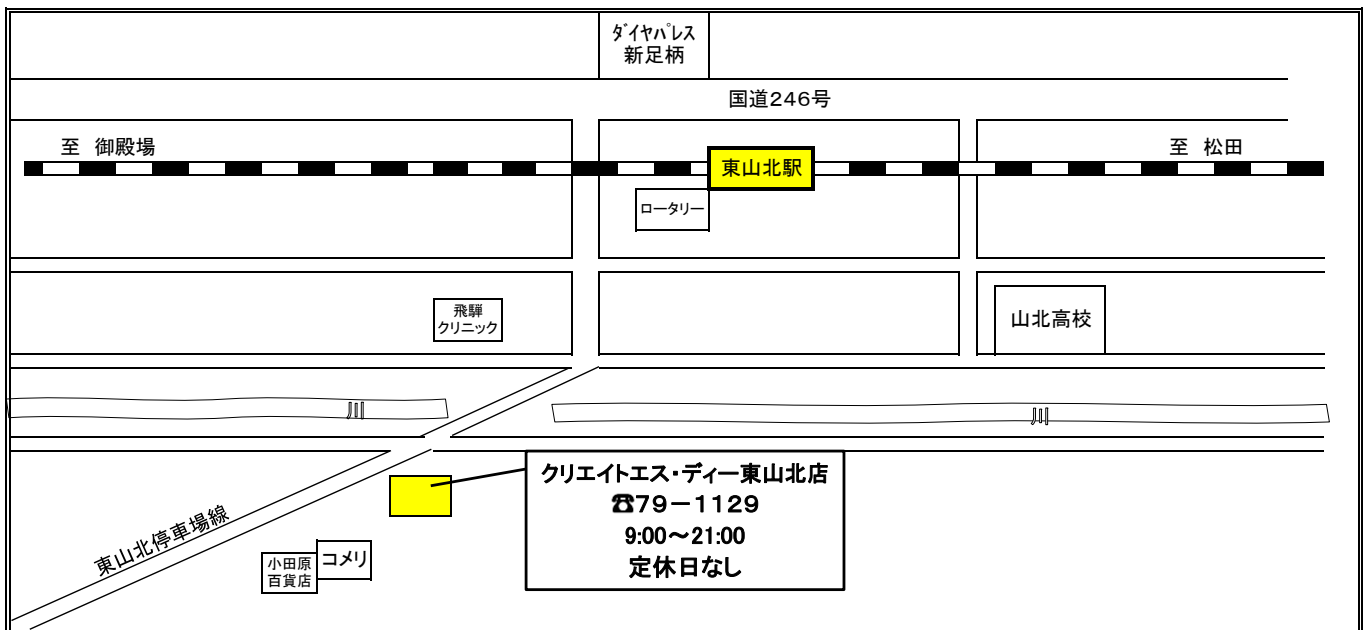 ダイヤパレス
新足柄
国道246号
至 御殿場
至 松田
東山北駅
ロータリー
飛騨
クリニック
山北高校
川
川
クリエイトエス・ディー東山北店
☎79－1129
9:00～21:00
定休日なし
東山北停車場線
小田原
百貨店
コメリ